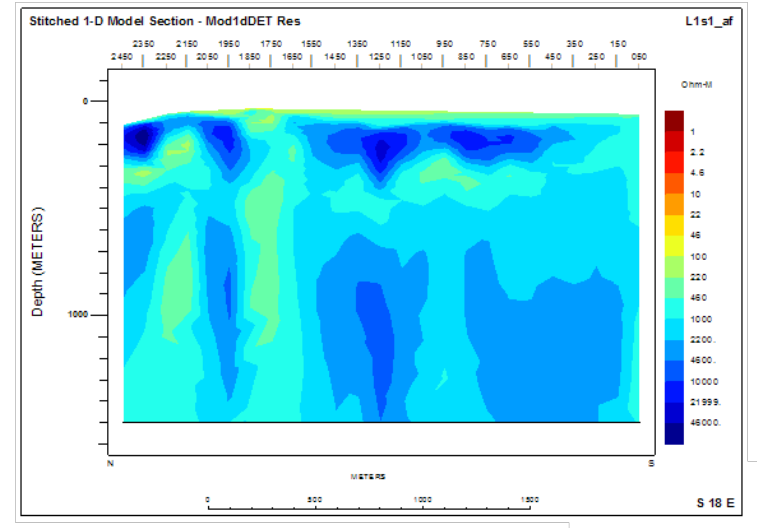 Stitched 1-D Model Section - Mod1dDET Res
L1s1_af
2350 2150 1950 1750 1550 1350 1150 950 750 550 350 150
2450 2250 2050 1850 1650 1450 1250 1050 850 650 450 250 050
Ohm-M
0
1000
Depth (METERS)
1
2.2
4.6
10
22
46
100
220
460
1000
2200.
4600.
10000
21999.
46000.
N
S
METERS
0 500 1000 1500
S 18 E